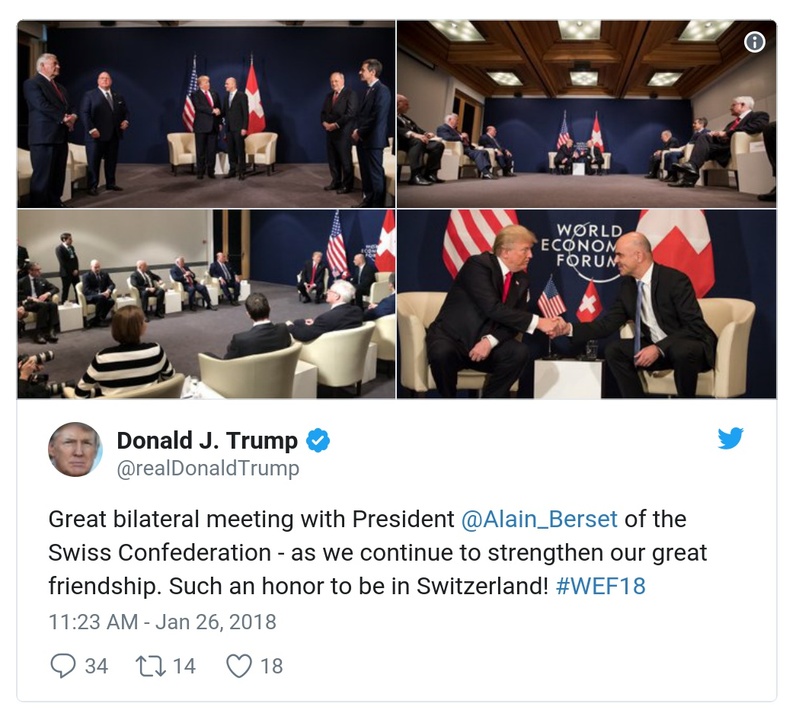 WORLD
ECONOM
FORUM
Donald J. Trump
@realDonaldTrump
Great bilateral meeting with President @Alain_Berset of the
Swiss Confederation - as we continue to strengthen our great
friendship. Such an honor to be in Switzerland! #WEF18
11:23 AM - Jan 26, 2018
34 14 18